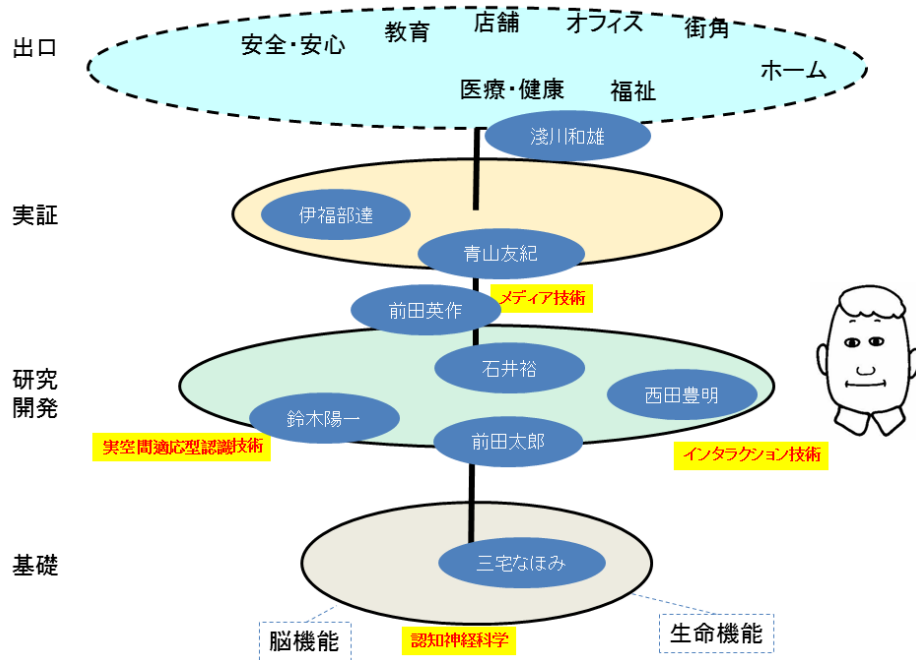 出口
安全・安心
教育
店舗
オフィス
街角
ホーム
医療・健康
福祉
淺川和雄
実証
伊福部達
青山友紀
メディア技術
前田英作
研究
開発
石井裕
西田豊明
鈴木陽一
前田太郎
実空間適応型認識技術
インタラクション技術
基礎
三宅なほみ
脳機能
認知神経科学
生命機能